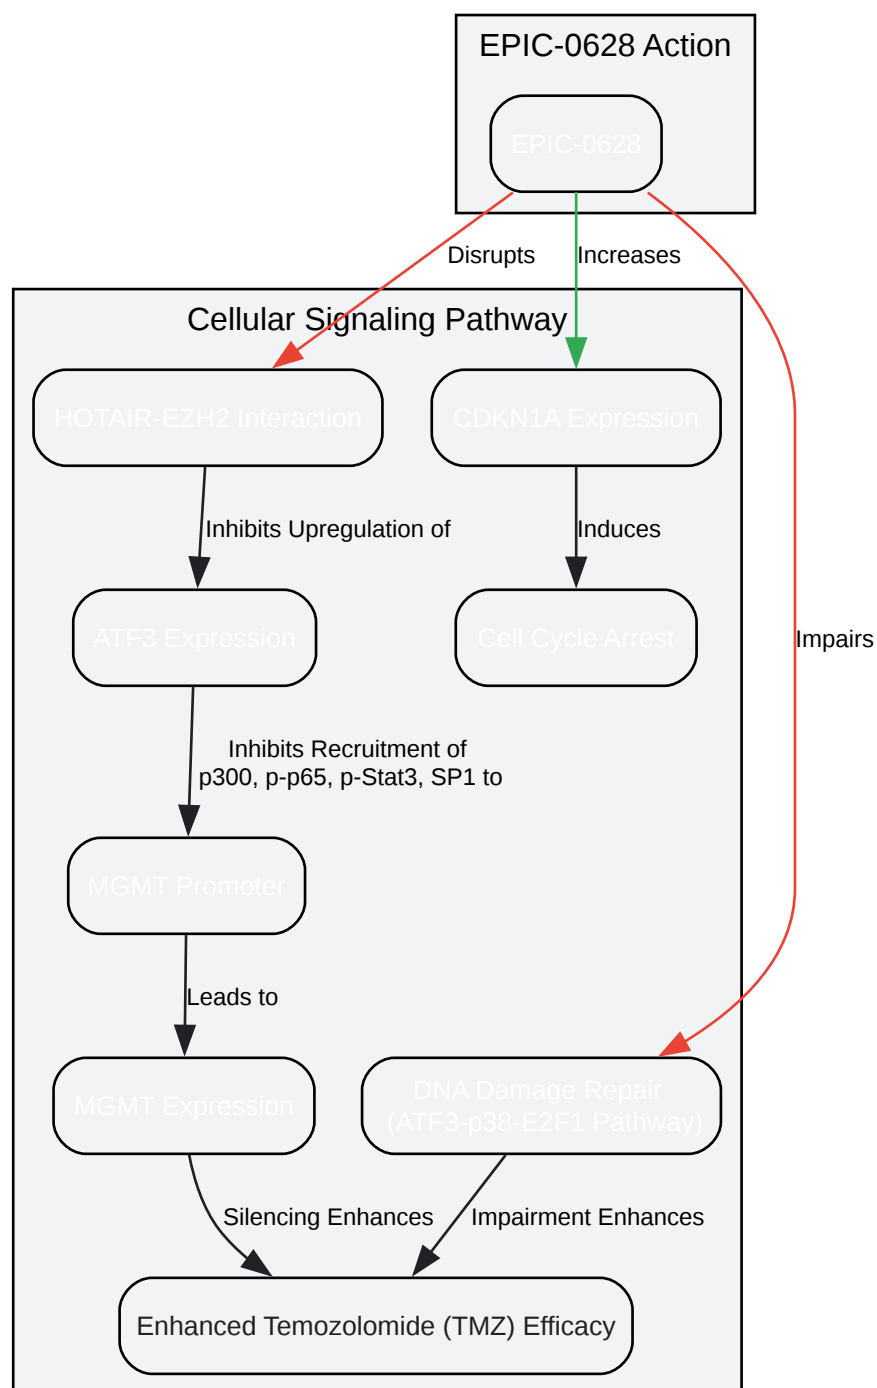 EPIC-0628 Action
EPIC-0628
Disrupts
Increases
Cellular Signaling Pathway
HOTAIR-EZH2 Interaction
CDKN1A Expression
Inhibits Upregulation of
Induces
ATF3 Expression
Cell Cycle Arrest
Impairs
Inhibits Recruitment of
p300, p-p65, p-Stat3, SP1 to
MGMT Promoter
Leads to
MGMT Expression
DNA Damage Repair
(ATF3-p38-E2F1 Pathway)
Silencing Enhances
Impairment Enhances
Enhanced Temozolomide (TMZ) Efficacy